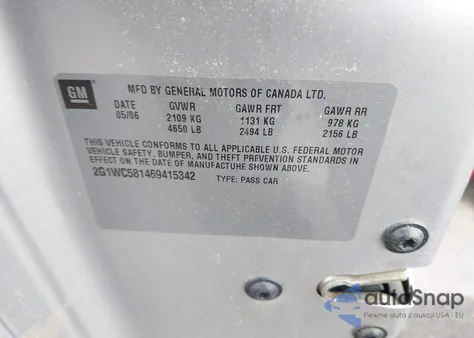 GM
MFD BY GENERAL MOTORS OF CANADA LTD.
DATE GVWR GAWR FRT GAWR RR
05/06 2109 KG 1131 KG 978 KG
4650 LB 2494 LB 2156 LB
THIS VEHICLE CONFORMS TO ALL APPLICABLE U.S. FEDERAL MOTOR
VEHICLE SAFETY, BUMPER, AND THEFT PREVENTION STANDARDS IN
EFFECT ON THE DATE OF MANUFACTURE SHOWN ABOVE.
2G1WC581469415342 TYPE: PASS CAR
autoSnap
Pewne auta z aukcji USA - EU